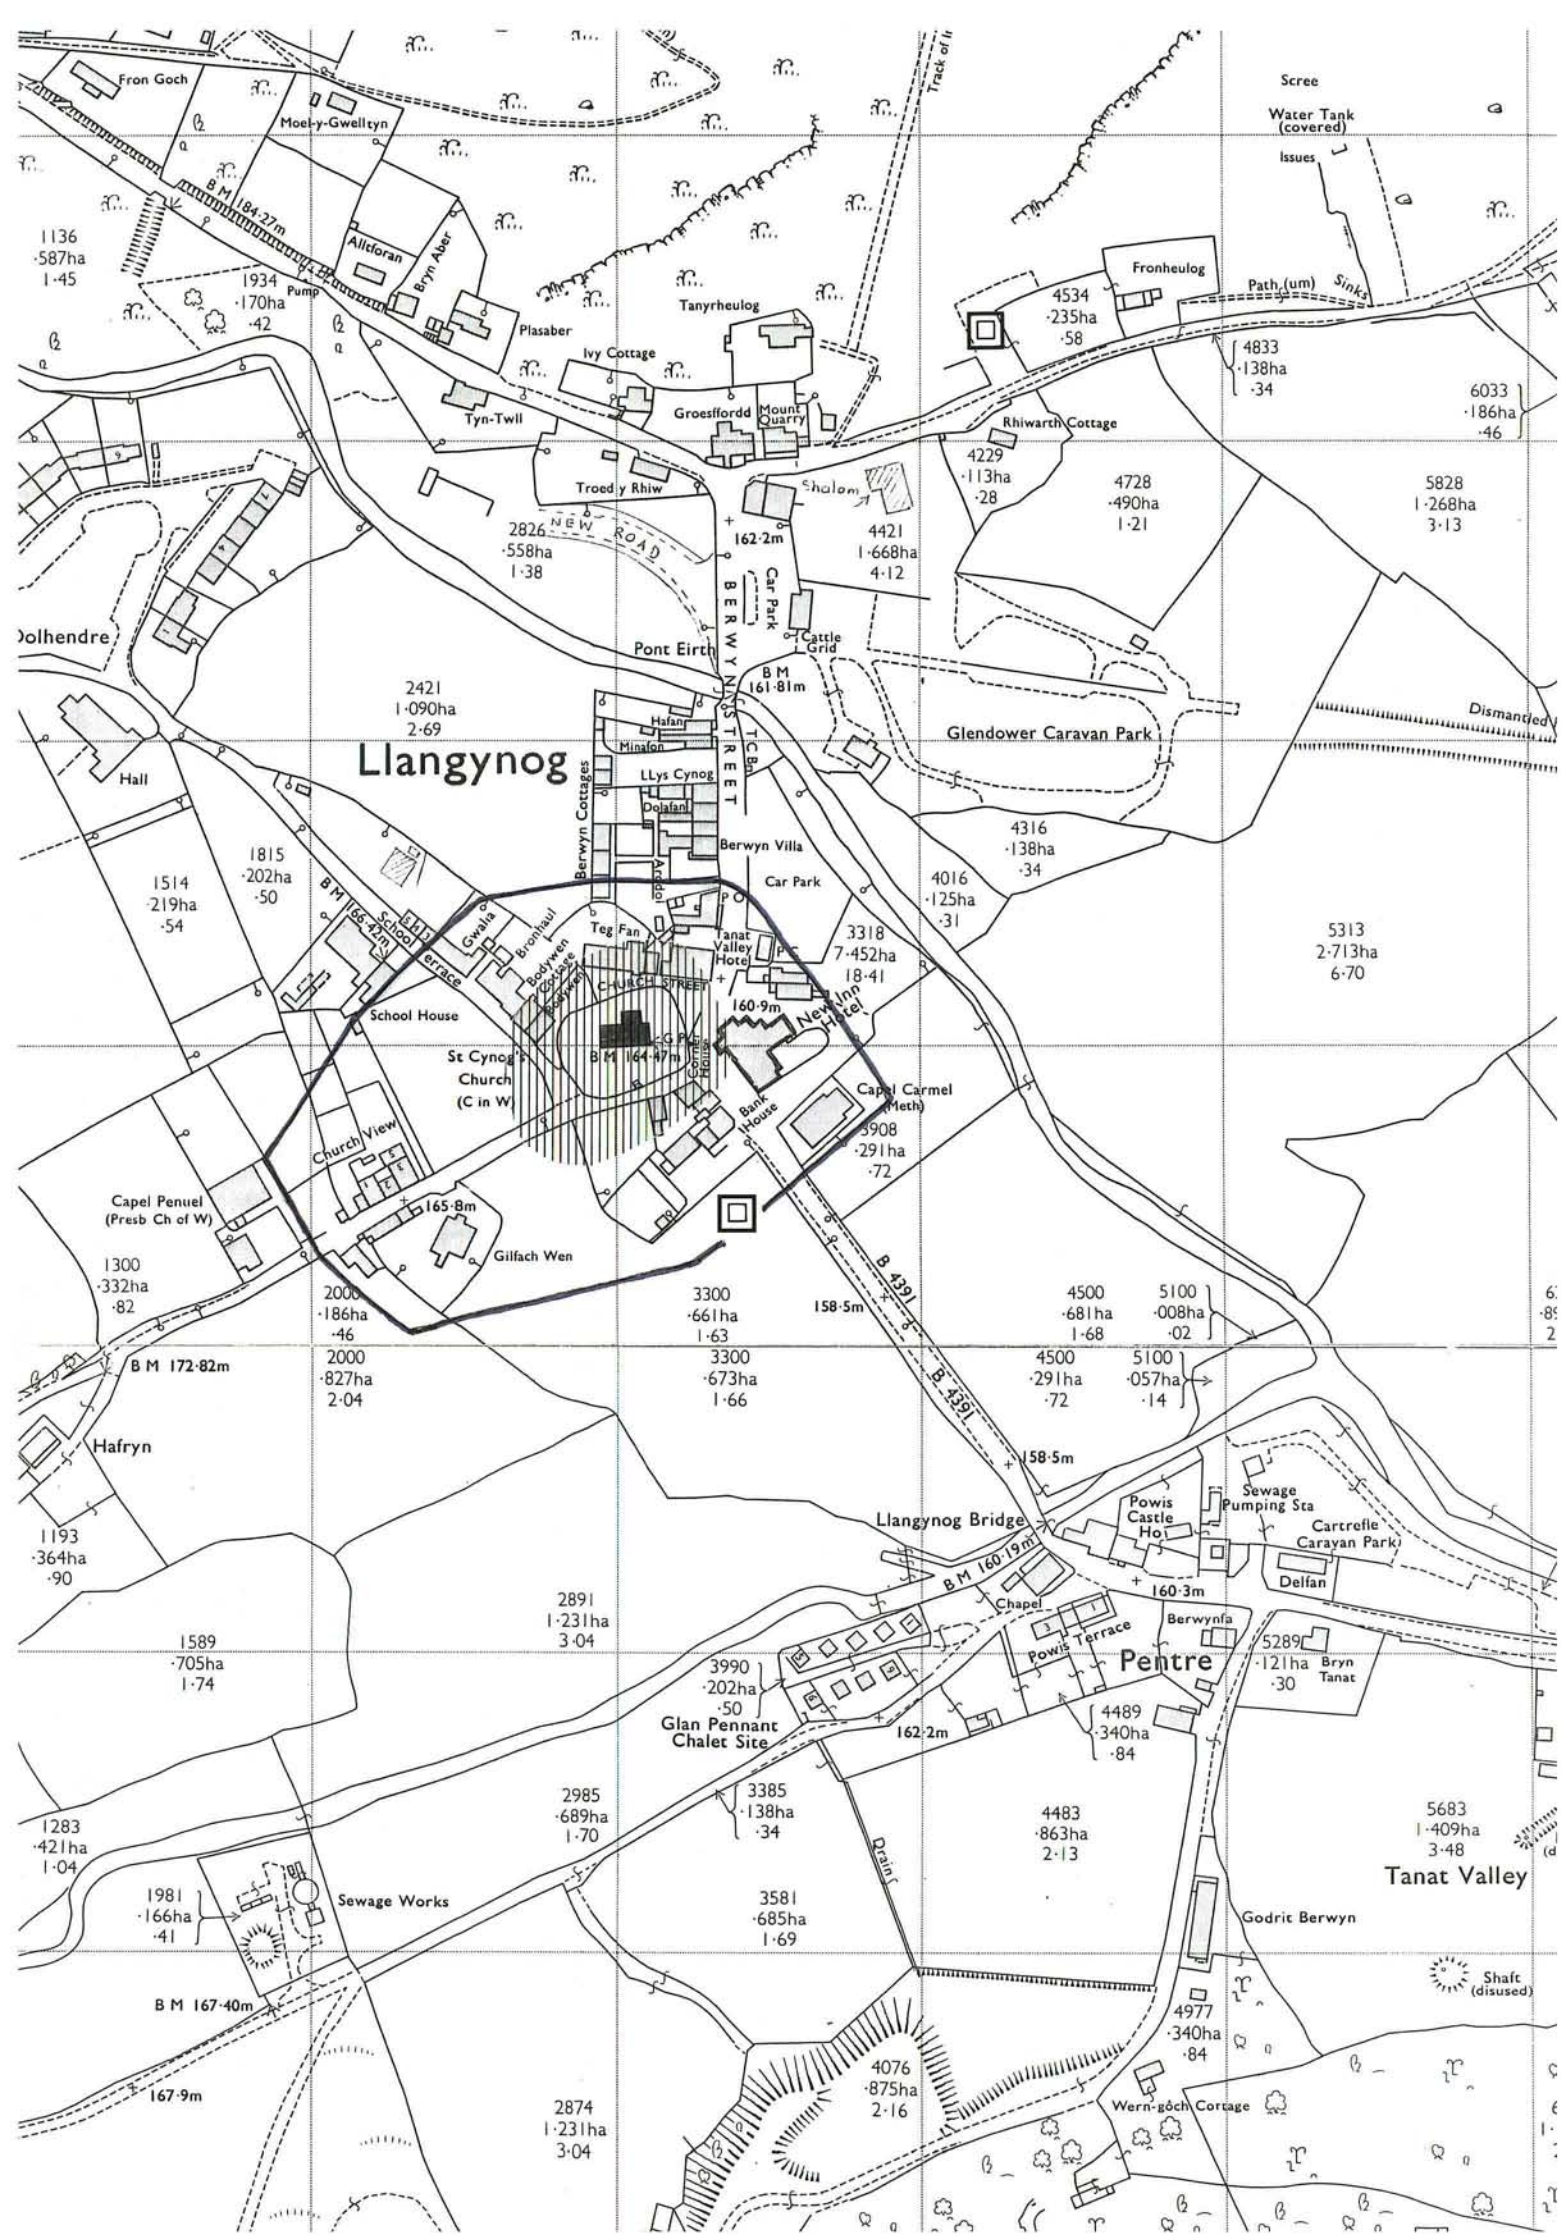 Fron Goch
Moel-y-Gwelltyn
Track of
Scree
Water Tank
(covered)
Issues
B M 184·27m
1136
·587ha
1·45
Alltforan
Bryn Aber
1934
·170ha
·42
Pump
Plasaber
Tanyrheulog
Fronheulog
4534
·235ha
·58
Path (um)
Sinks
4833
·138ha
·34
6033
·186ha
·46
Ivy Cottage
Tyn-Twll
Groesffordd
Mount
Quarry
Rhiwarth Cottage
4229
·113ha
·28
Troed y Rhiw
Shalom
4728
·490ha
1·21
5828
1·268ha
3·13
2826
·558ha
1·38
NEW ROAD
162·2m
4421
1·668ha
4·12
BERWYN STREET
Car Park
Cattle
Grid
Dolhendre
Pont Eirth
B M
161·81m
2421
1·090ha
2·69
Hafan
Minafon
T C B
Glendower Caravan Park
Dismantled
Llangynog
Hall
LLys Cynog
Dolafan
Berwyn Cottages
Berwyn Villa
Arddol
4316
·138ha
·34
1514
·219ha
·54
1815
·202ha
·50
B M 166·42m
School Terrace
Gwalia
Bronhaul
Bodywen
Cottage
Bodywen
Car Park
P O
4016
·125ha
·31
Teg Fan
Tanat
Valley
Hotel
P C
3318
7·452ha
18·41
5313
2·713ha
6·70
CHURCH STREET
160·9m
New Inn
Hotel
School House
St Cynog's
Church
(C in W)
B M 164·47m
G P
Corner
House
Bank
House
Capel Carmel
(Meth)
3908
·291ha
·72
Church View
5
3
2
1
Capel Penuel
(Presb Ch of W)
165·8m
Gilfach Wen
1300
·332ha
·82
2000
·186ha
·46
3300
·661ha
1·63
158·5m
B 4391
4500
·681ha
1·68
5100
·008ha
·02
B M 172·82m
2000
·827ha
2·04
3300
·673ha
1·66
B 4391
4500
·291ha
·72
5100
·057ha
·14
Hafryn
158·5m
1193
·364ha
·90
Llangynog Bridge
Powis
Castle
Hol
Sewage
Pumping Sta
Cartrefle
Caravan Park
B M 160·19m
160·3m
Delfan
Chapel
2891
1·231ha
3·04
1589
·705ha
1·74
Berwynfa
Powis Terrace
3
1
Pentre
5289
·121ha
·30
Bryn
Tanat
3990
·202ha
·50
Glan Pennant
Chalet Site
162·2m
4489
·340ha
·84
1283
·421ha
1·04
2985
·689ha
1·70
3385
·138ha
·34
4483
·863ha
2·13
5683
1·409ha
3·48
Drain
Tanat Valley
1981
·166ha
·41
Sewage Works
3581
·685ha
1·69
Godrit Berwyn
Shaft
(disused)
B M 167·40m
4977
·340ha
·84
167·9m
4076
·875ha
2·16
Wern-gôch Cottage
2874
1·231ha
3·04